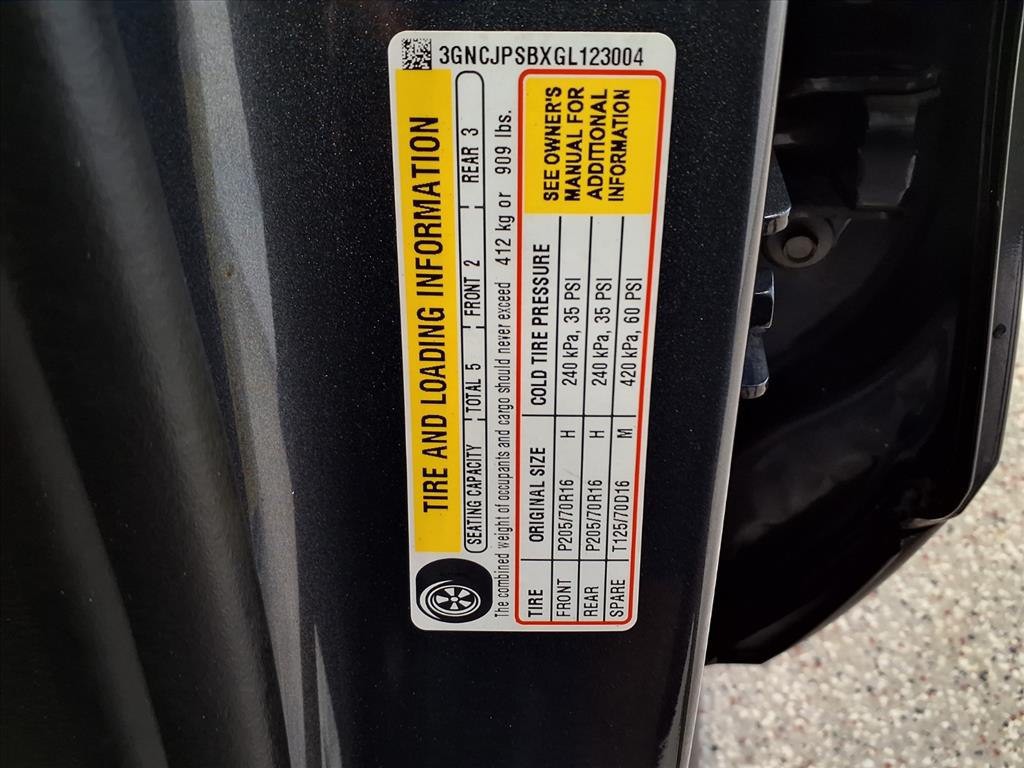 3GNCJPSBXGL123004
TIRE AND LOADING INFORMATION
SEATING CAPACITY TOTAL 5 FRONT 2 REAR 3
The combined weight of occupants and cargo should never exceed 412 kg or 909 lbs.
TIRE ORIGINAL SIZE COLD TIRE PRESSURE
FRONT P205/70R16 H 240 kPa, 35 PSI
REAR P205/70R16 H 240 kPa, 35 PSI
SPARE T125/70D16 M 420 kPa, 60 PSI
SEE OWNER'S
MANUAL FOR
ADDITIONAL
INFORMATION